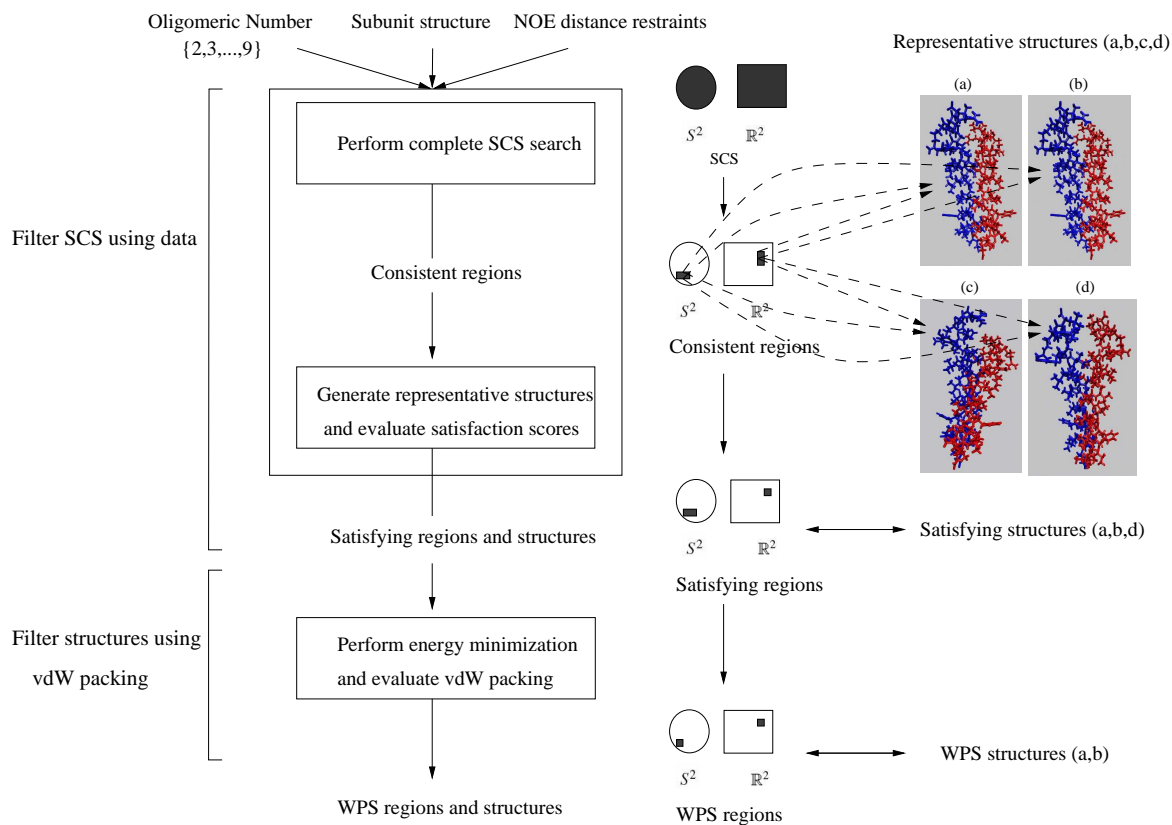 Oligomeric Number
{2,3,...,9}
Subunit structure
NOE distance restraints
Filter SCS using data
Perform complete SCS search
Consistent regions
Generate representative structures
and evaluate satisfaction scores
Satisfying regions and structures
Filter structures using
vdW packing
Perform energy minimization
and evaluate vdW packing
WPS regions and structures
S² ℝ²
SCS
S² ℝ²
Consistent regions
S² ℝ²
Satisfying regions
S² ℝ²
WPS regions
Representative structures (a,b,c,d)
(a) (b)
(c) (d)
Satisfying structures (a,b,d)
WPS structures (a,b)